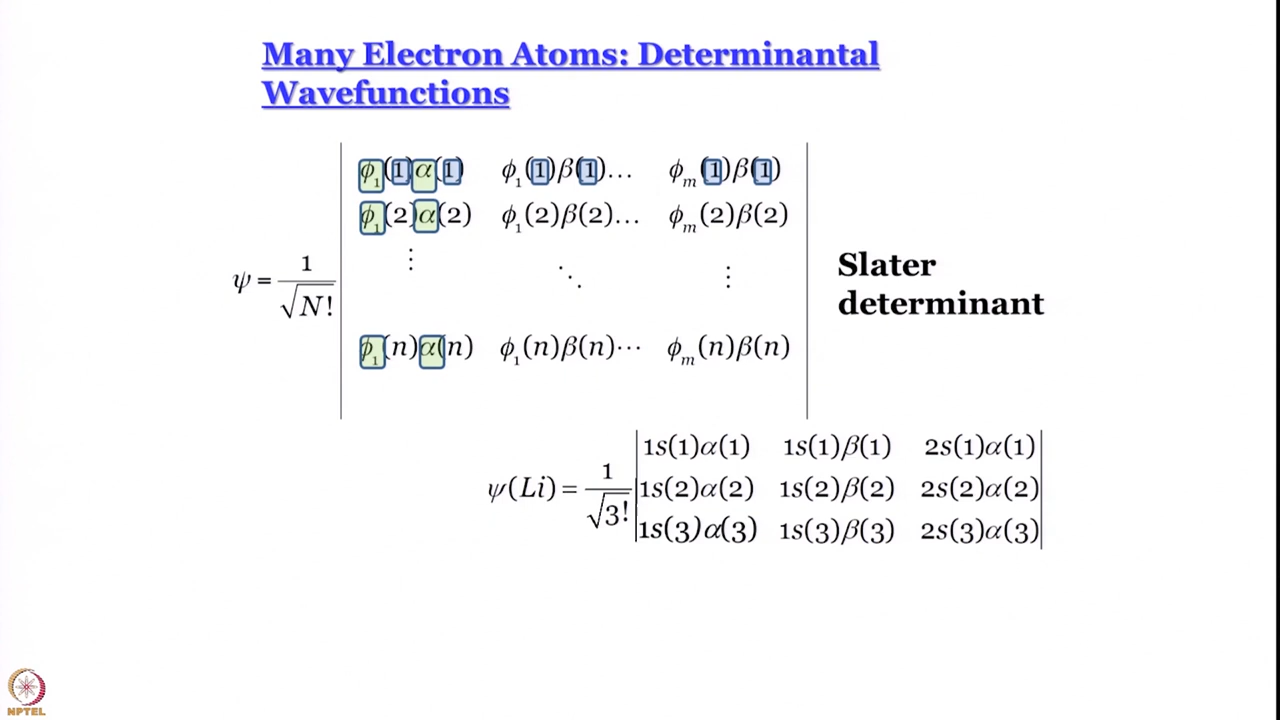 Many Electron Atoms: Determinantal
Wavefunctions
ϕ₁(1)α(1) ϕ₁(1)β(1)… ϕₘ(1)β(1)
ϕ₁(2)α(2) ϕ₁(2)β(2)… ϕₘ(2)β(2)
⋮ ⋱ ⋮
ψ = 1/√N!
ϕ₁(n)α(n) ϕ₁(n)β(n)⋯ ϕₘ(n)β(n)
Slater
determinant
1s(1)α(1) 1s(1)β(1) 2s(1)α(1)
ψ(Li) = 1/√3! 1s(2)α(2) 1s(2)β(2) 2s(2)α(2)
1s(3)α(3) 1s(3)β(3) 2s(3)α(3)
NPTEL